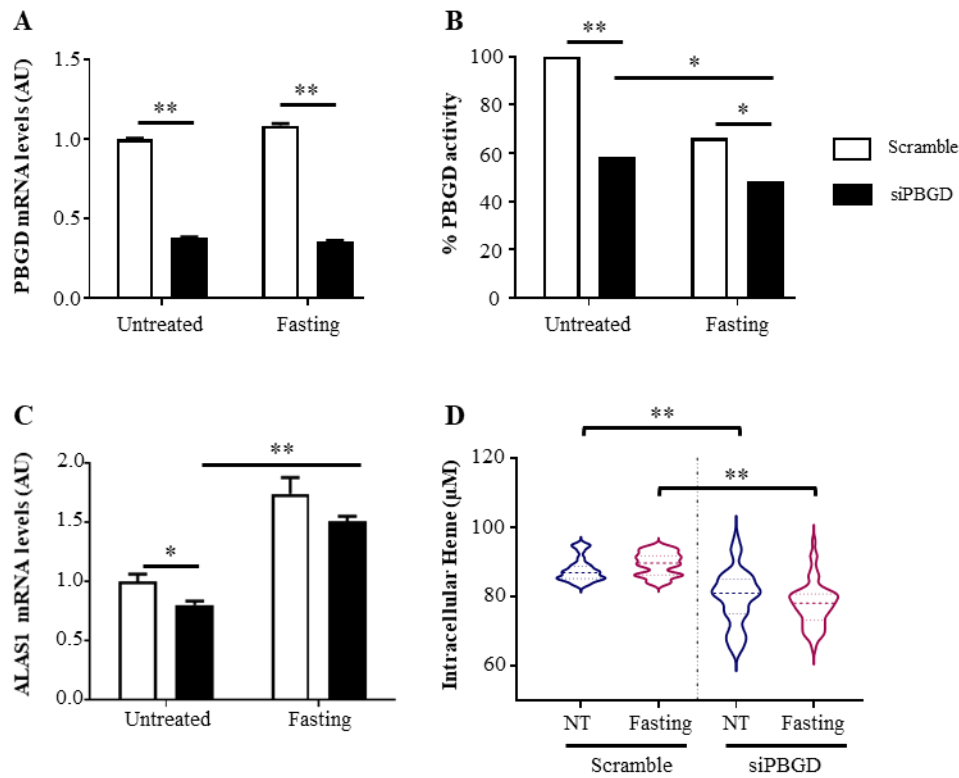 A
PBGD mRNA levels (AU)
1.5
1.0
0.5
0.0
**
**
Untreated
Fasting
B
% PBGD activity
100
80
60
40
20
0
**
*
*
Untreated
Fasting
Scramble
siPBGD
C
ALAS1 mRNA levels (AU)
2.0
1.5
1.0
0.5
0.0
*
**
Untreated
Fasting
D
Intracellular Heme (µM)
120
100
80
60
**
**
NT
Fasting
NT
Fasting
Scramble
siPBGD